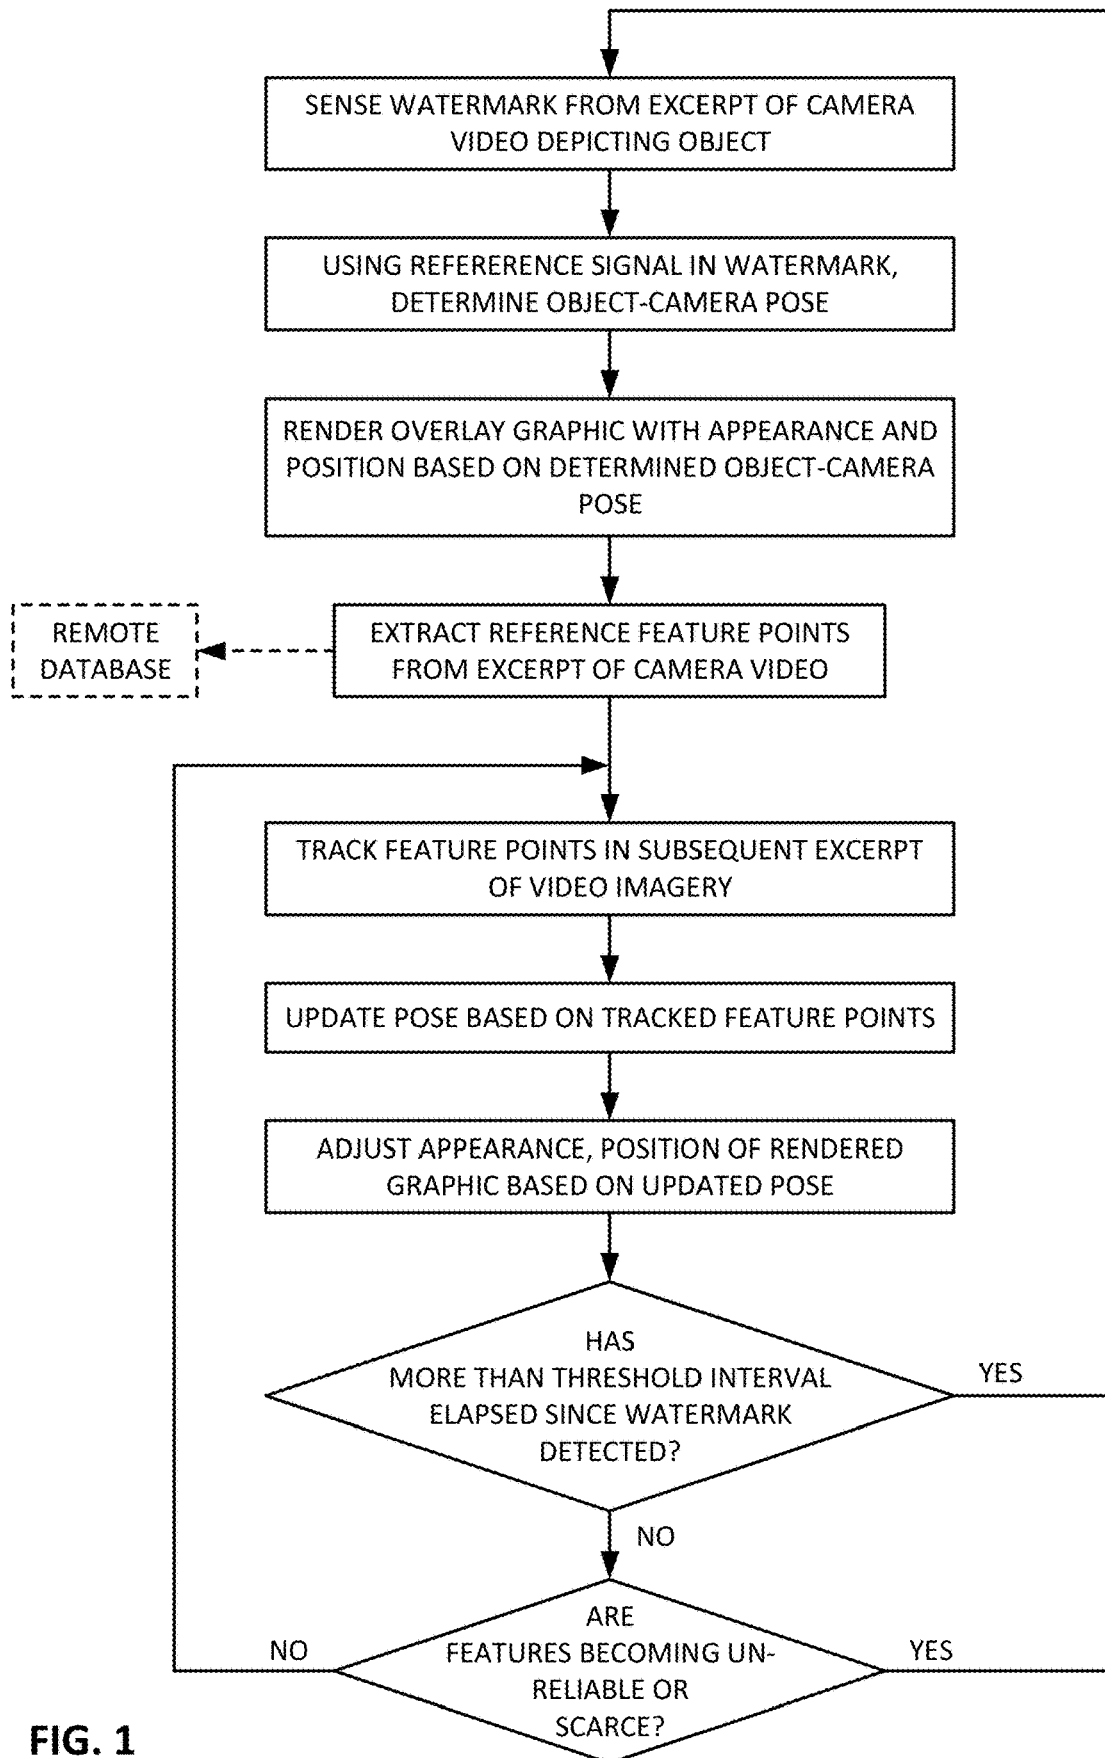 SENSE WATERMARK FROM EXCERPT OF CAMERA
VIDEO DEPICTING OBJECT
USING REFERERENCE SIGNAL IN WATERMARK,
DETERMINE OBJECT-CAMERA POSE
RENDER OVERLAY GRAPHIC WITH APPEARANCE AND
POSITION BASED ON DETERMINED OBJECT-CAMERA
POSE
REMOTE
DATABASE
EXTRACT REFERENCE FEATURE POINTS
FROM EXCERPT OF CAMERA VIDEO
TRACK FEATURE POINTS IN SUBSEQUENT EXCERPT
OF VIDEO IMAGERY
UPDATE POSE BASED ON TRACKED FEATURE POINTS
ADJUST APPEARANCE, POSITION OF RENDERED
GRAPHIC BASED ON UPDATED POSE
HAS
MORE THAN THRESHOLD INTERVAL
ELAPSED SINCE WATERMARK
DETECTED?
YES
NO
ARE
FEATURES BECOMING UN-
RELIABLE OR
SCARCE?
NO
YES
FIG. 1